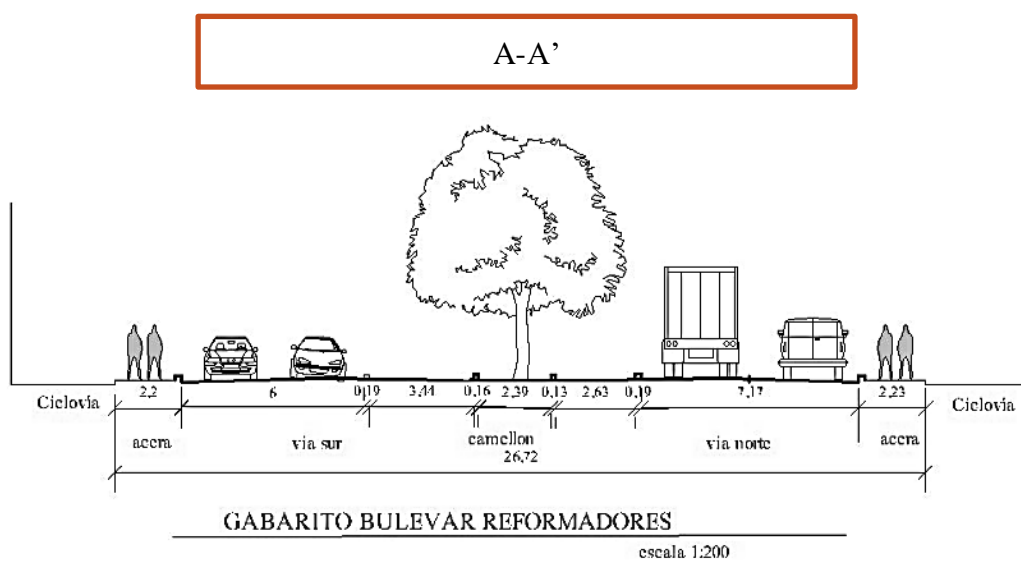 A-A’
Ciclovía 2,2 6 0,19 3,44 0,16 2,39 0,13 2,63 0,19 7,17 2,23 Ciclovía
acera via sur camellon via norte acera
26,72
GABARITO BULEVAR REFORMADORES
escala 1:200